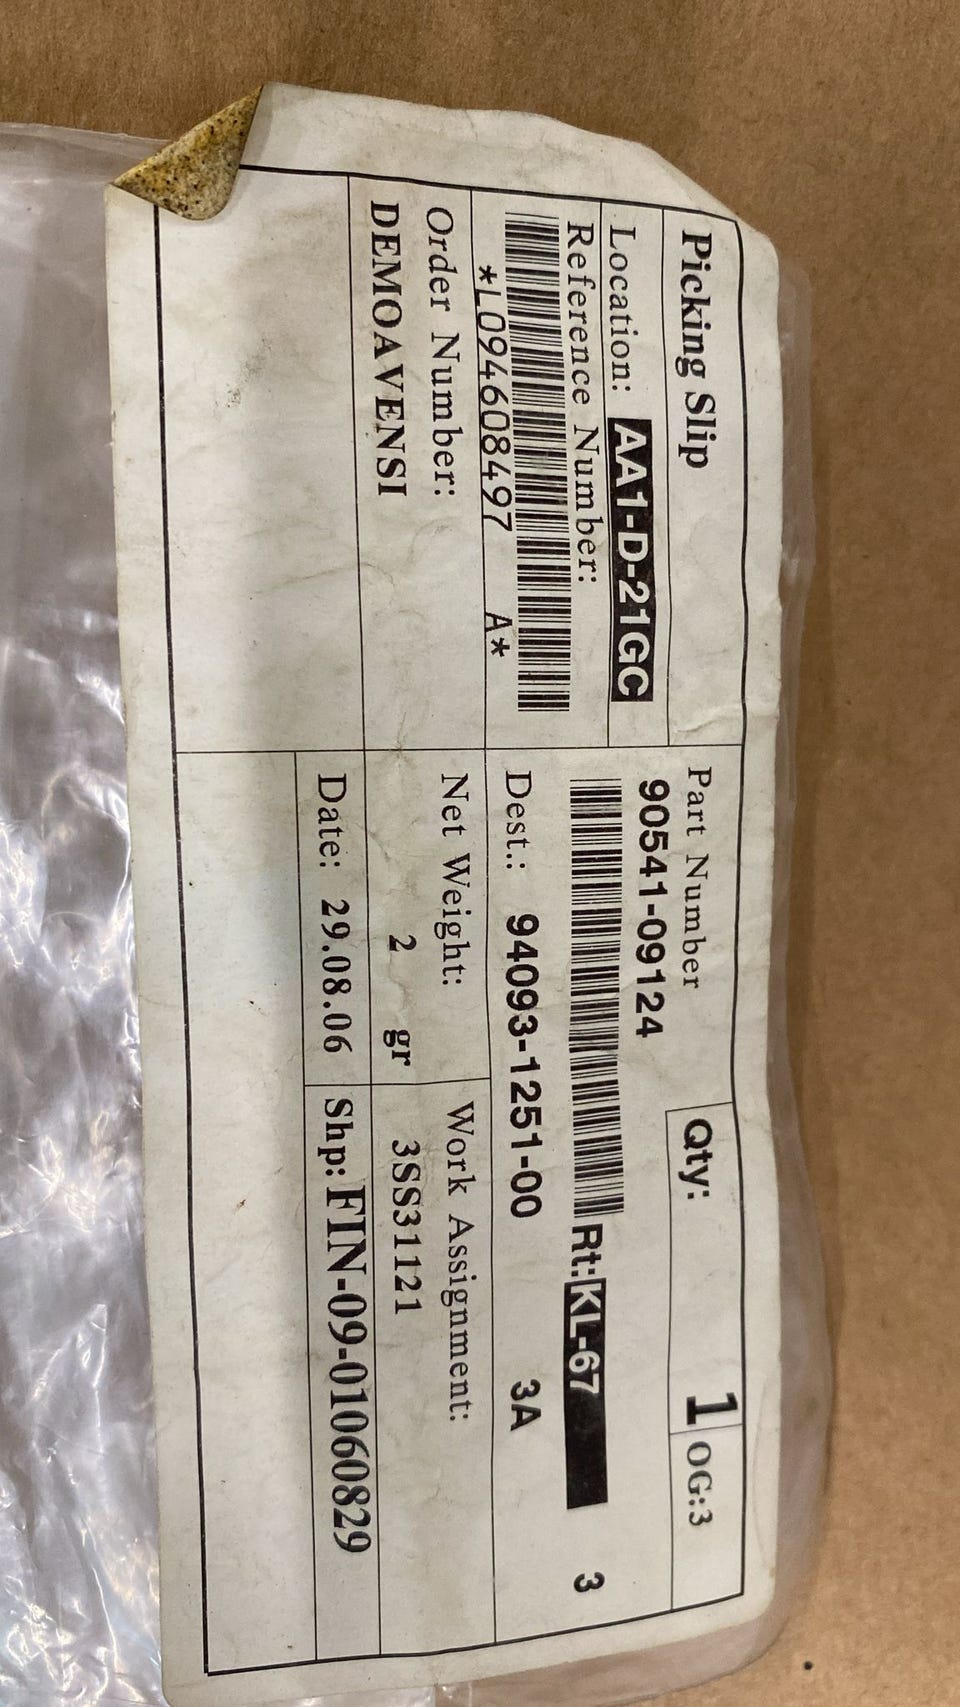 Picking Slip
Location: AA1-D-21GC
Reference Number:
*L094608497 A*
Order Number:
DEMOAVENSI
Part Number
90541-09124
Qty: 1 OG:3
Rt:KL-67 3
Dest.: 94093-1251-00 3A
Net Weight:
2 gr
Work Assignment:
3SS31121
Date: 29.08.06
Shp: FIN-09-01060829